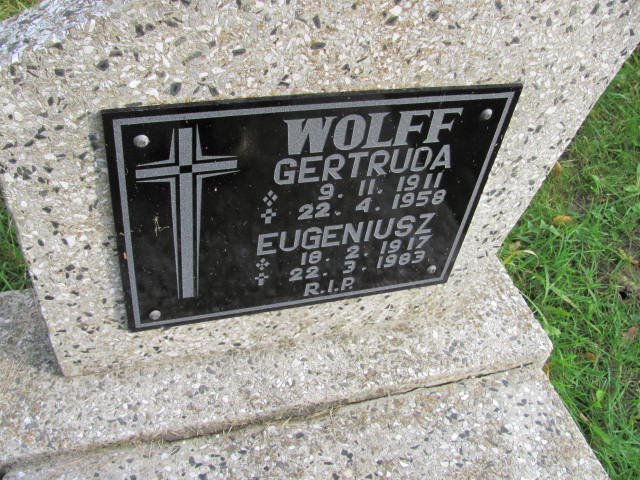 WOLFF
GERTRUDA
9. 11. 1911
22. 4. 1958
EUGENIUSZ
18. 2. 1917
22. 3. 1983
R.I.P.